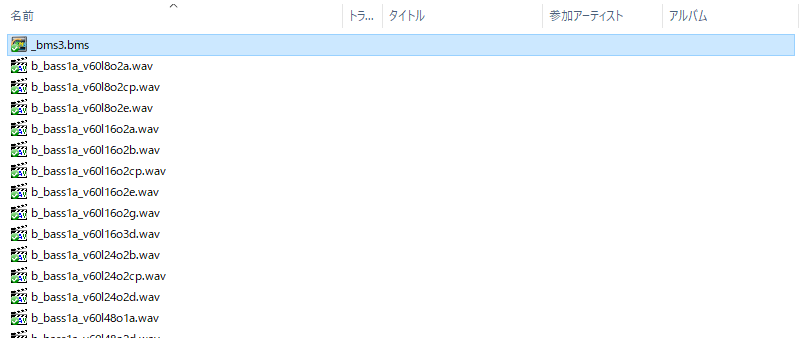 名前 トラ... タイトル 参加アーティスト アルバム
_bms3.bms
b_bass1a_v60l8o2a.wav
b_bass1a_v60l8o2cp.wav
b_bass1a_v60l8o2e.wav
b_bass1a_v60l16o2a.wav
b_bass1a_v60l16o2b.wav
b_bass1a_v60l16o2cp.wav
b_bass1a_v60l16o2e.wav
b_bass1a_v60l16o2g.wav
b_bass1a_v60l16o3d.wav
b_bass1a_v60l24o2b.wav
b_bass1a_v60l24o2cp.wav
b_bass1a_v60l24o2d.wav
b_bass1a_v60l48o1a.wav